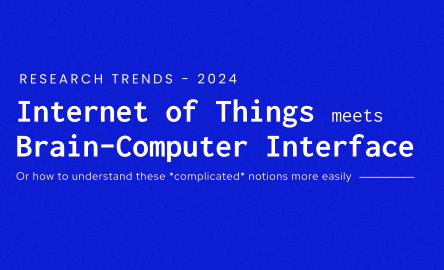 RESEARCH TRENDS - 2024
Internet of Things meets
Brain-Computer Interface
Or how to understand these *complicated* notions more easily